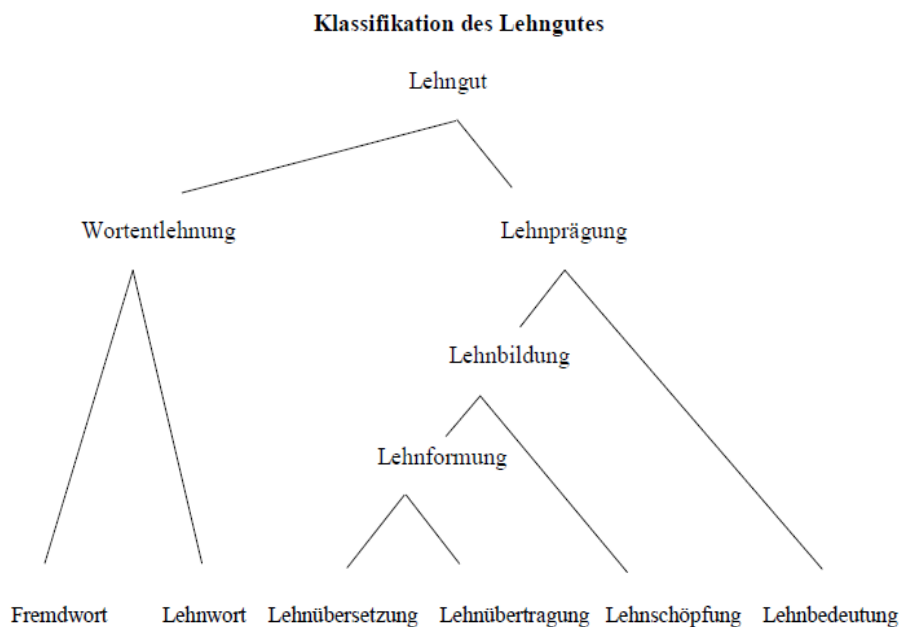 Klassifikation des Lehngutes
Lehngut
Wortentlehnung Lehnprägung
Lehnbildung
Lehnformung
Fremdwort Lehnwort Lehnübersetzung Lehnübertragung Lehnschöpfung Lehnbedeutung